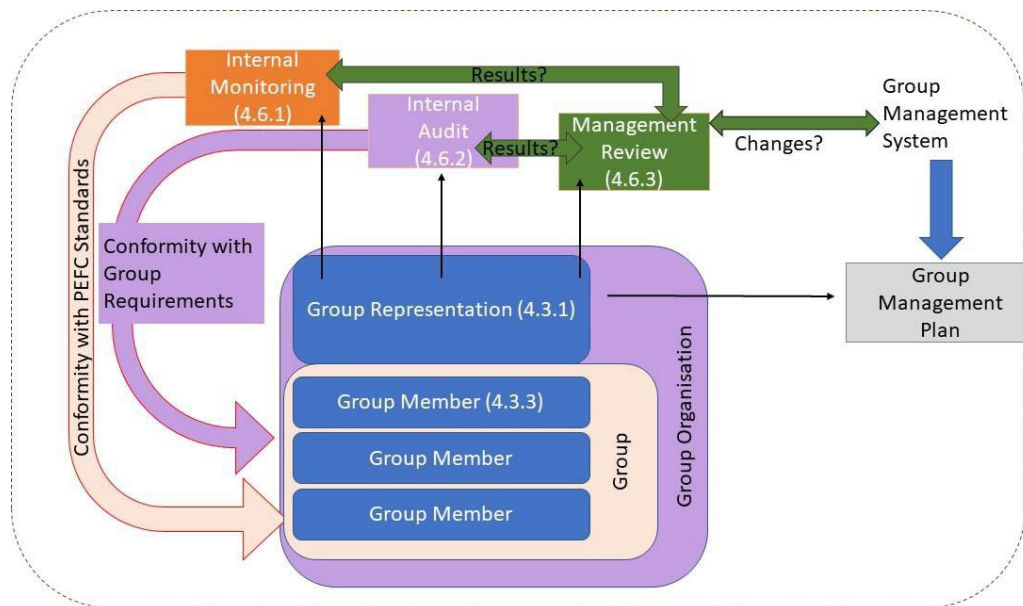 Internal
Monitoring
(4.6.1)
Results?
Internal
Audit
(4.6.2)
Results?
Management
Review
(4.6.3)
Changes?
Group
Management
System
Conformity with PEFC Standards
Conformity with
Group
Requirements
Group Representation (4.3.1)
Group
Management
Plan
Group Member (4.3.3)
Group Member
Group Member
Group
Group Organisation